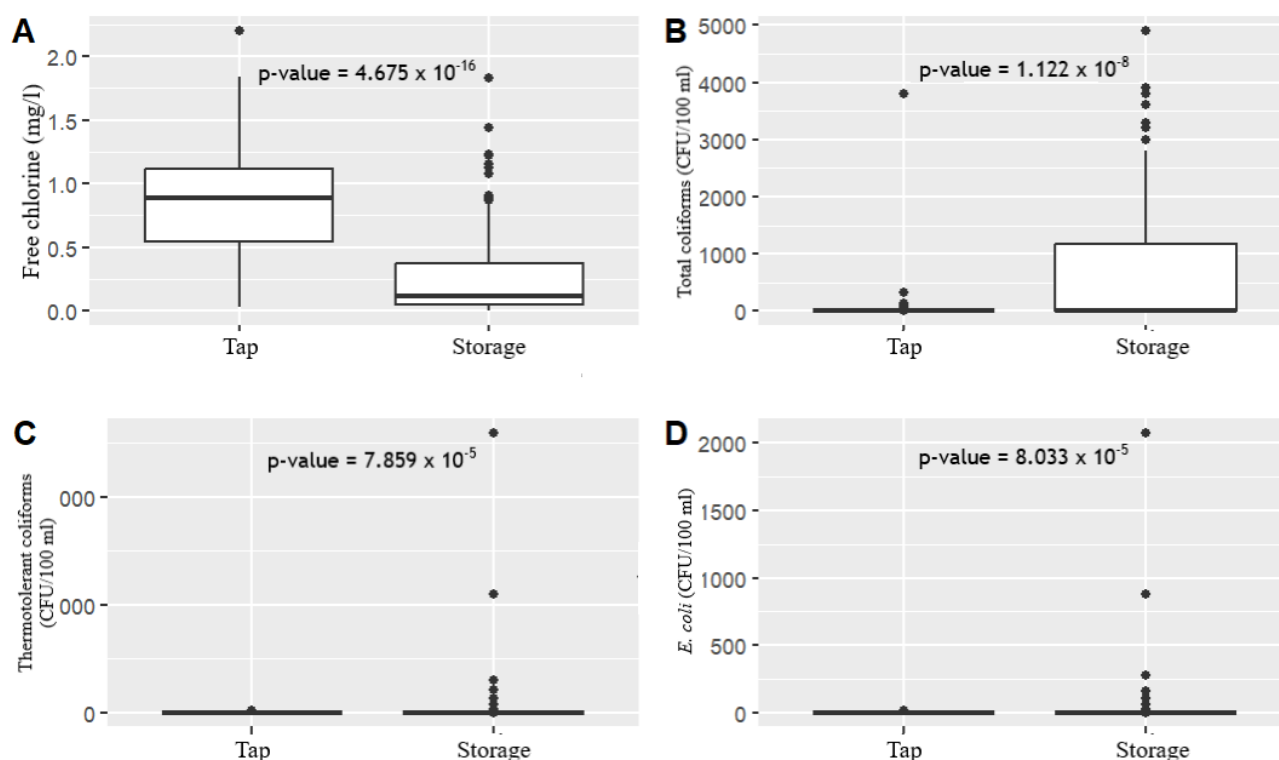 A
Free chlorine (mg/l)
2.0
1.5
1.0
0.5
0.0
p-value = 4.675 x 10⁻¹⁶
Tap Storage
B
Total coliforms (CFU/100 ml)
5000
4000
3000
2000
1000
0
p-value = 1.122 x 10⁻⁸
Tap Storage
C
Thermotolerant coliforms
(CFU/100 ml)
000
000
0
p-value = 7.859 x 10⁻⁵
Tap Storage
D
E. coli (CFU/100 ml)
2000
1500
1000
500
0
p-value = 8.033 x 10⁻⁵
Tap Storage